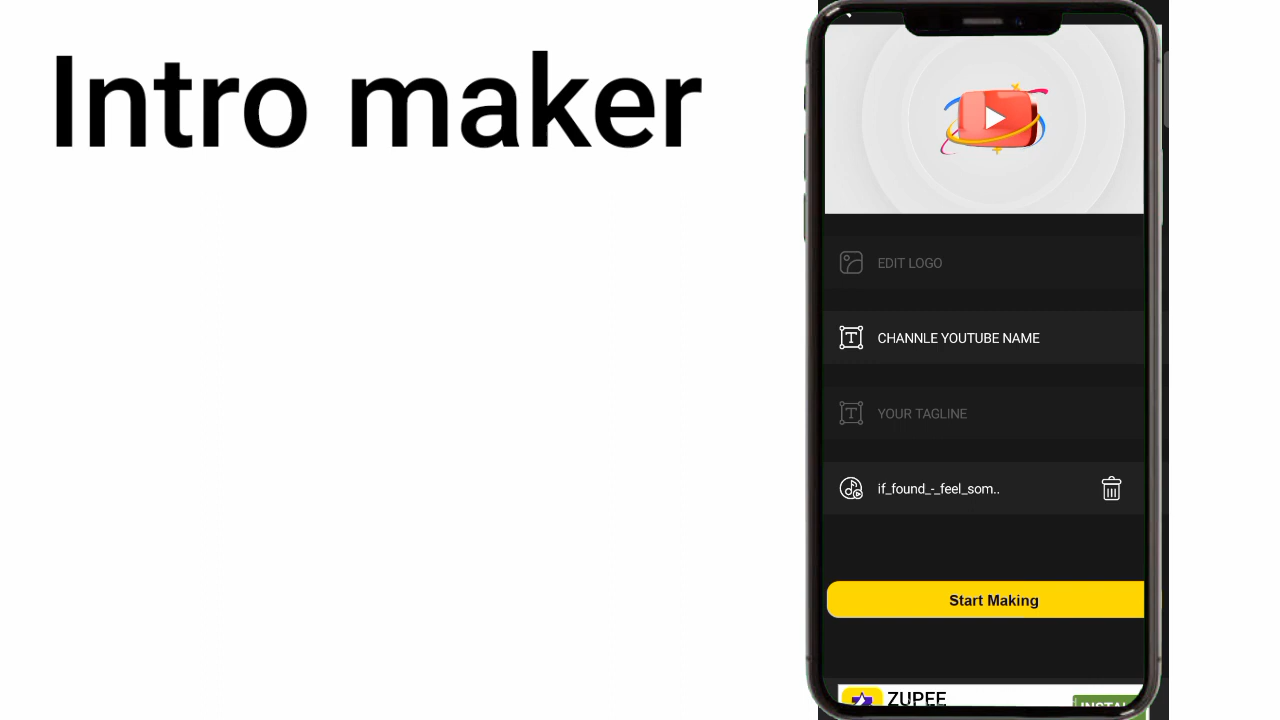 Intro maker
EDIT LOGO
CHANNLE YOUTUBE NAME
YOUR TAGLINE
if_found_-_feel_som..
Start Making
ZUPEE